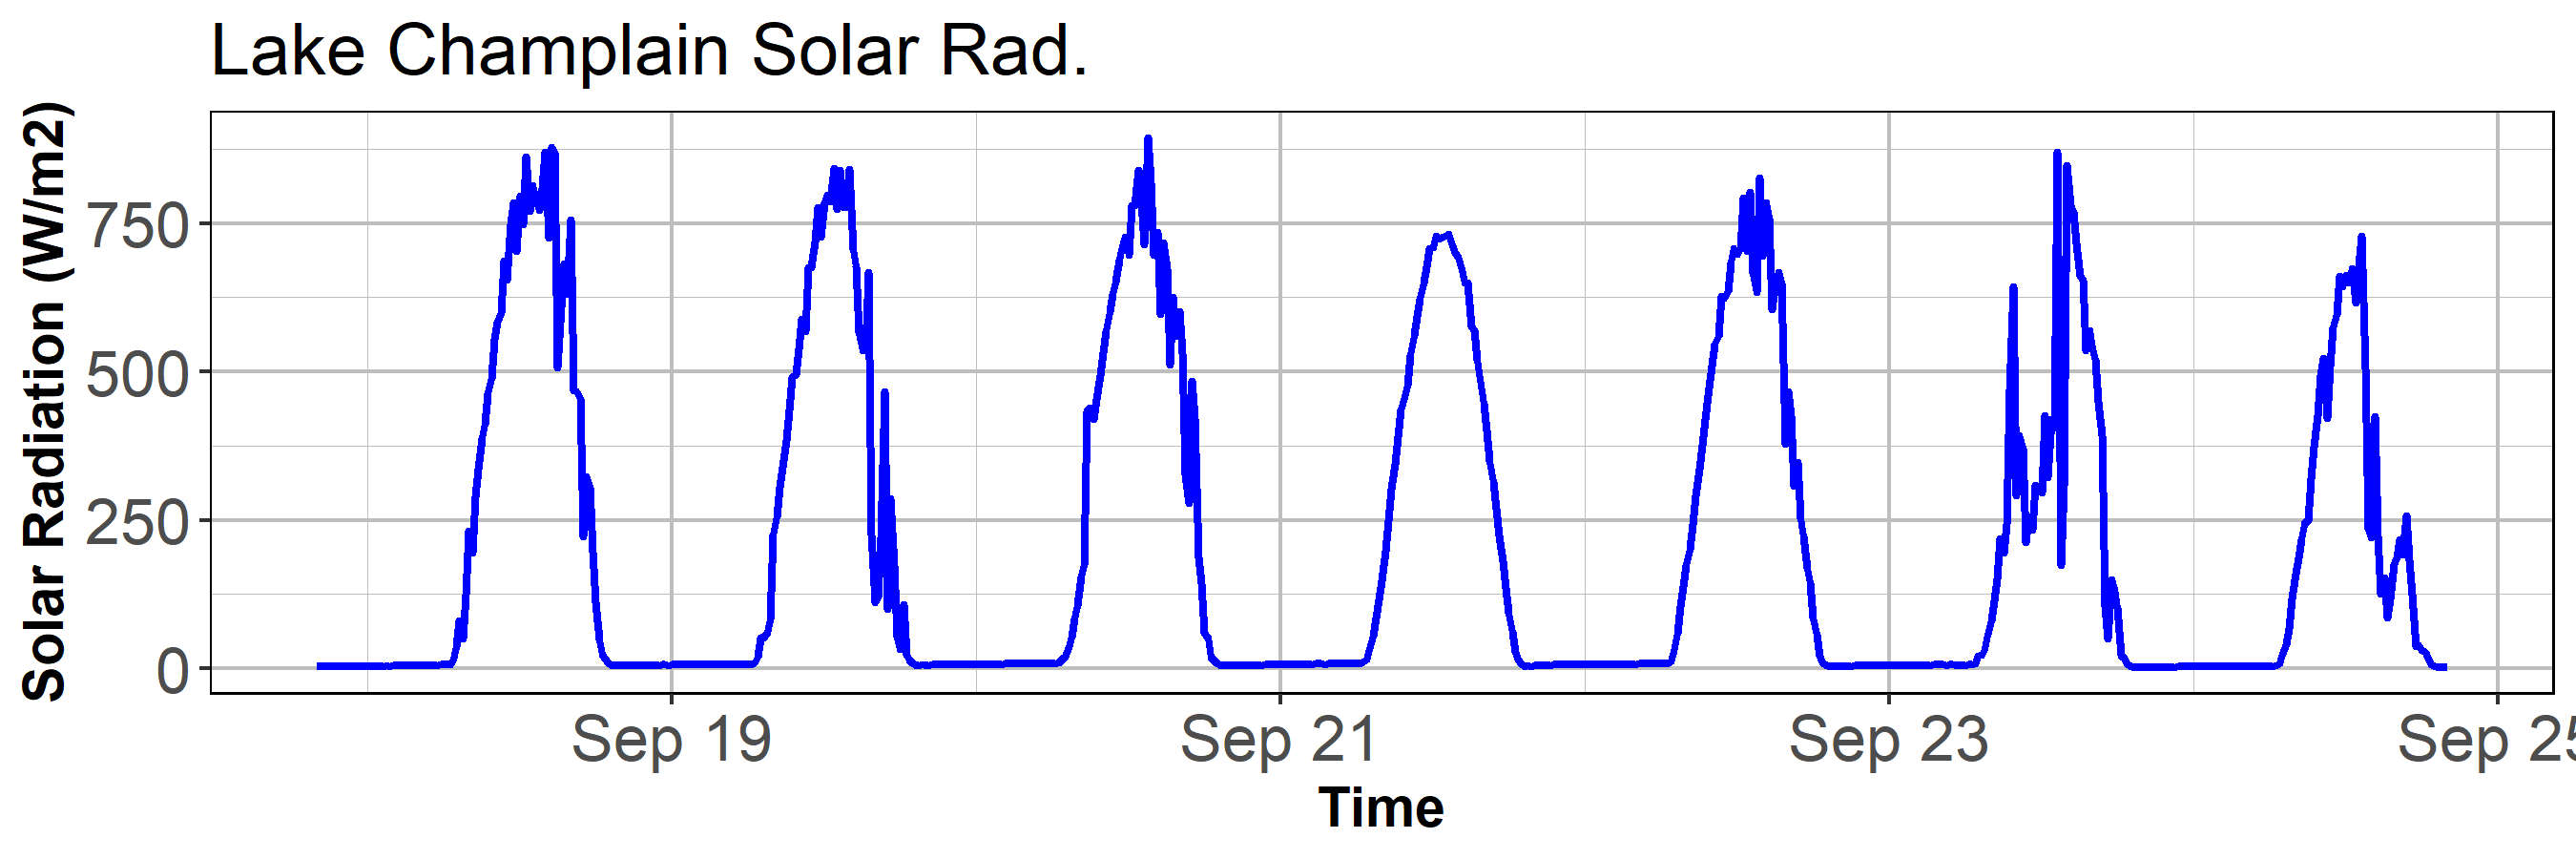 Lake Champlain Solar Rad.
Solar Radiation (W/m2)
750
500
250
0
Sep 19 Sep 21 Sep 23 Sep 25
Time